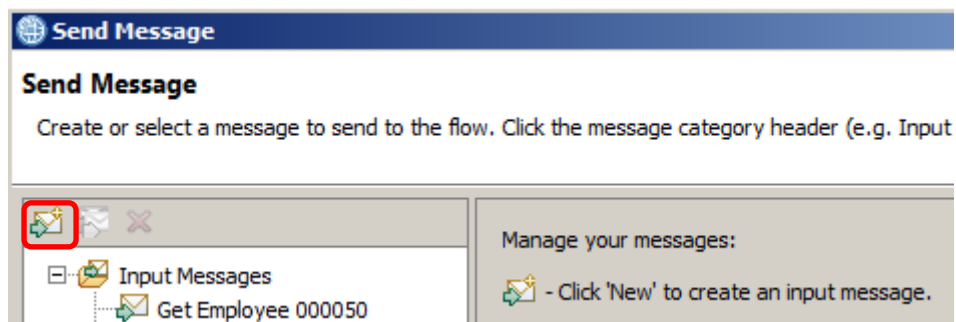 Send Message
Send Message
Create or select a message to send to the flow. Click the message category header (e.g. Input
Manage your messages:
Input Messages
- Click 'New' to create an input message.
Get Employee 000050